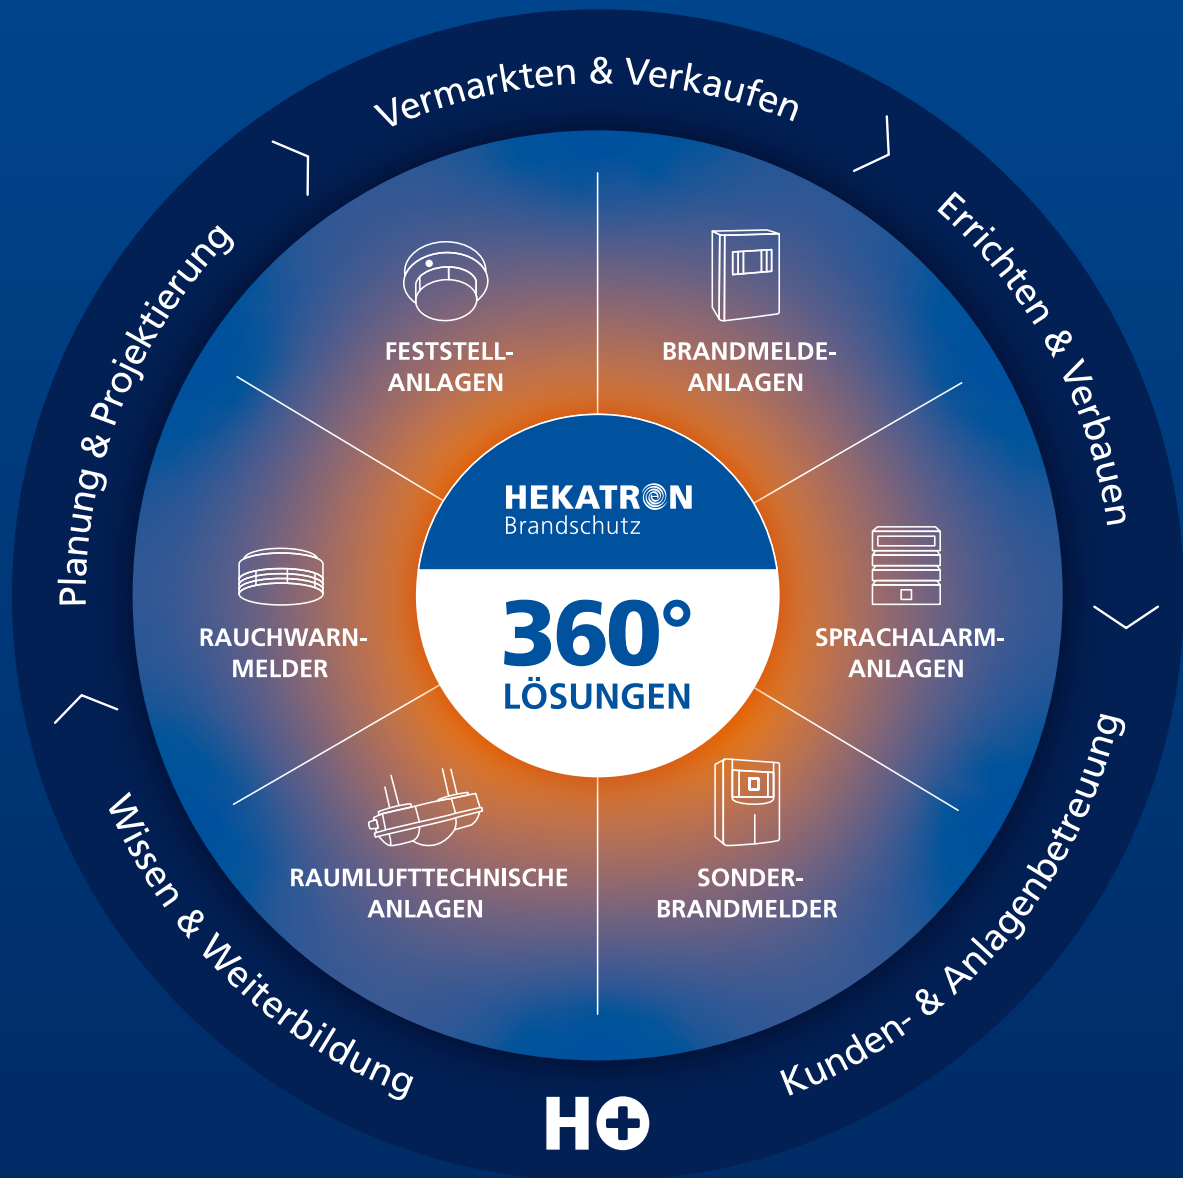 Vermarkten & Verkaufen
Errichten & Verbauen
Kunden- & Anlagenbetreuung
Wissen & Weiterbildung
Planung & Projektierung
FESTSTELL-
ANLAGEN
BRANDMELDE-
ANLAGEN
RAUCHWARN-
MELDER
HEKATRON
Brandschutz
360°
LÖSUNGEN
SPRACHALARM-
ANLAGEN
RAUMLUFTTECHNISCHE
ANLAGEN
SONDER-
BRANDMELDER
H+